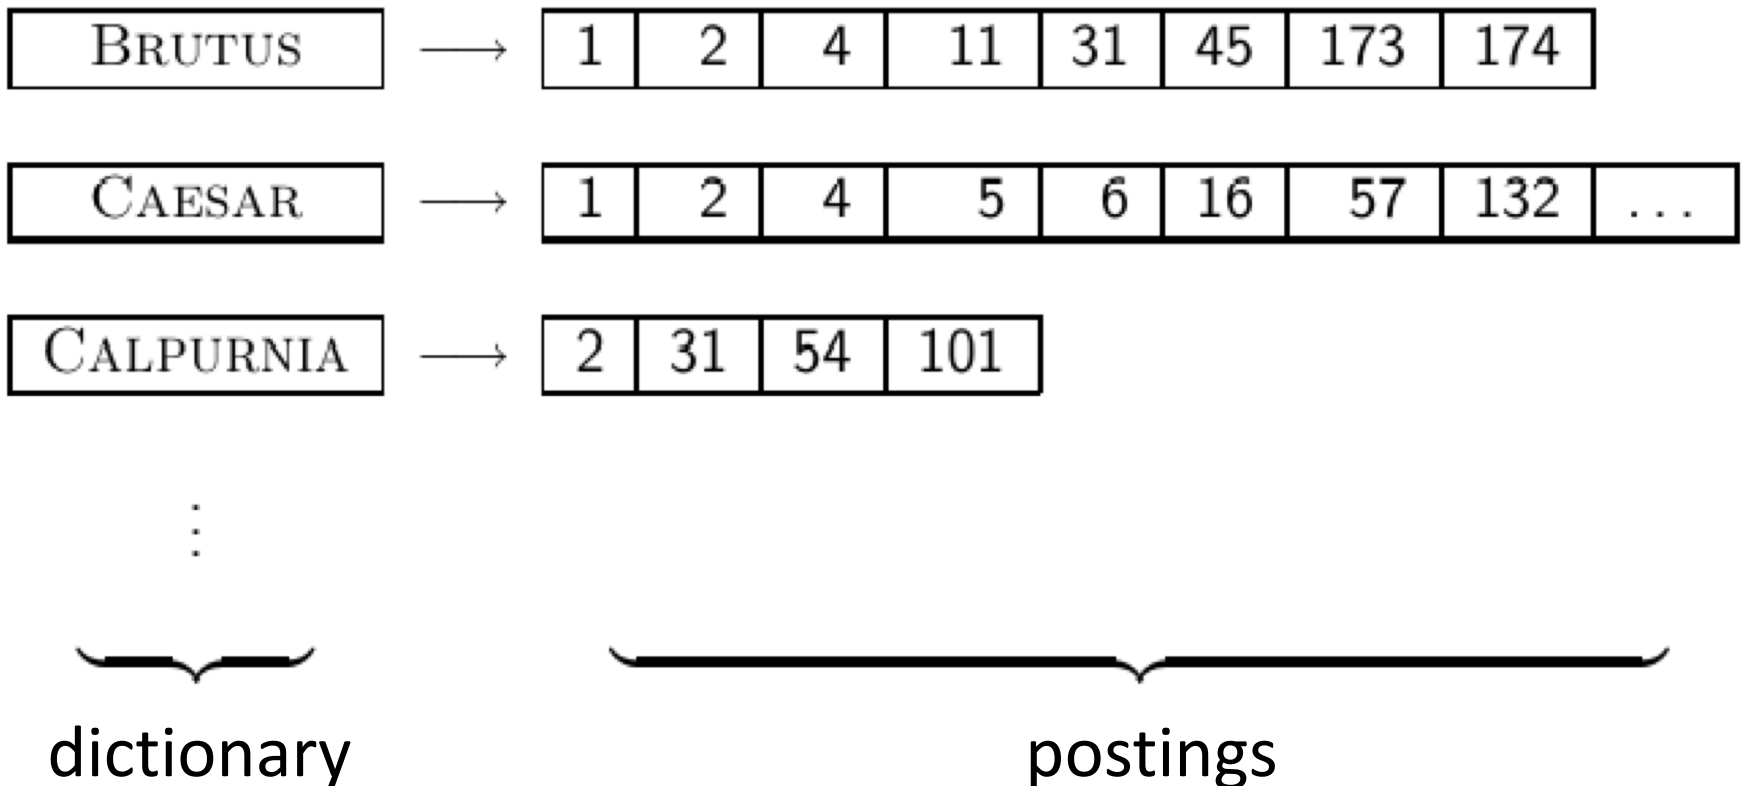 BRUTUS → 1 2 4 11 31 45 173 174
CAESAR → 1 2 4 5 6 16 57 132 ...
CALPURNIA → 2 31 54 101
⋮
dictionary postings